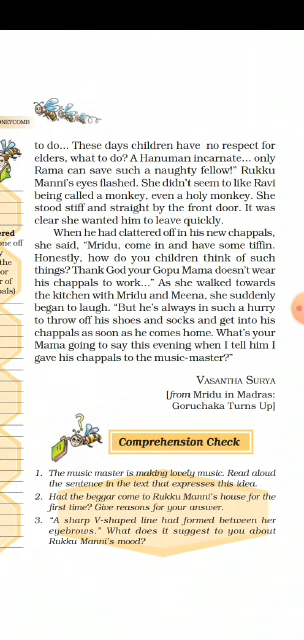 ONEYCOMB
to do... These days children have no respect for
elders, what to do? A Hanuman incarnate... only
Rama can save such a naughty fellow!" Rukku
Manni's eyes flashed. She didn't seem to like Ravi
being called a monkey, even a holy monkey. She
stood stiff and straight by the front door. It was
clear she wanted him to leave quickly.
When he had clattered off in his new chappals,
she said, "Mridu, come in and have some tiffin.
Honestly, how do you children think of such
things? Thank God your Gopu Mama doesn't wear
his chappals to work..." As she walked towards
the kitchen with Mridu and Meena, she suddenly
began to laugh. "But he's always in such a hurry
to throw off his shoes and socks and get into his
chappals as soon as he comes home. What's your
Mama going to say this evening when I tell him I
gave his chappals to the music-master?"
VASANTHA SURYA
[from Mridu in Madras:
Goruchaka Turns Up]
ered
one off
y
the
or
r of
pals)
?
Comprehension Check
1. The music master is making lovely music. Read aloud
the sentence in the text that expresses this idea.
2. Had the beggar come to Rukku Manni's house for the
first time? Give reasons for your answer.
3. "A sharp V-shaped line had formed between her
eyebrows." What does it suggest to you about
Rukku Manni's mood?